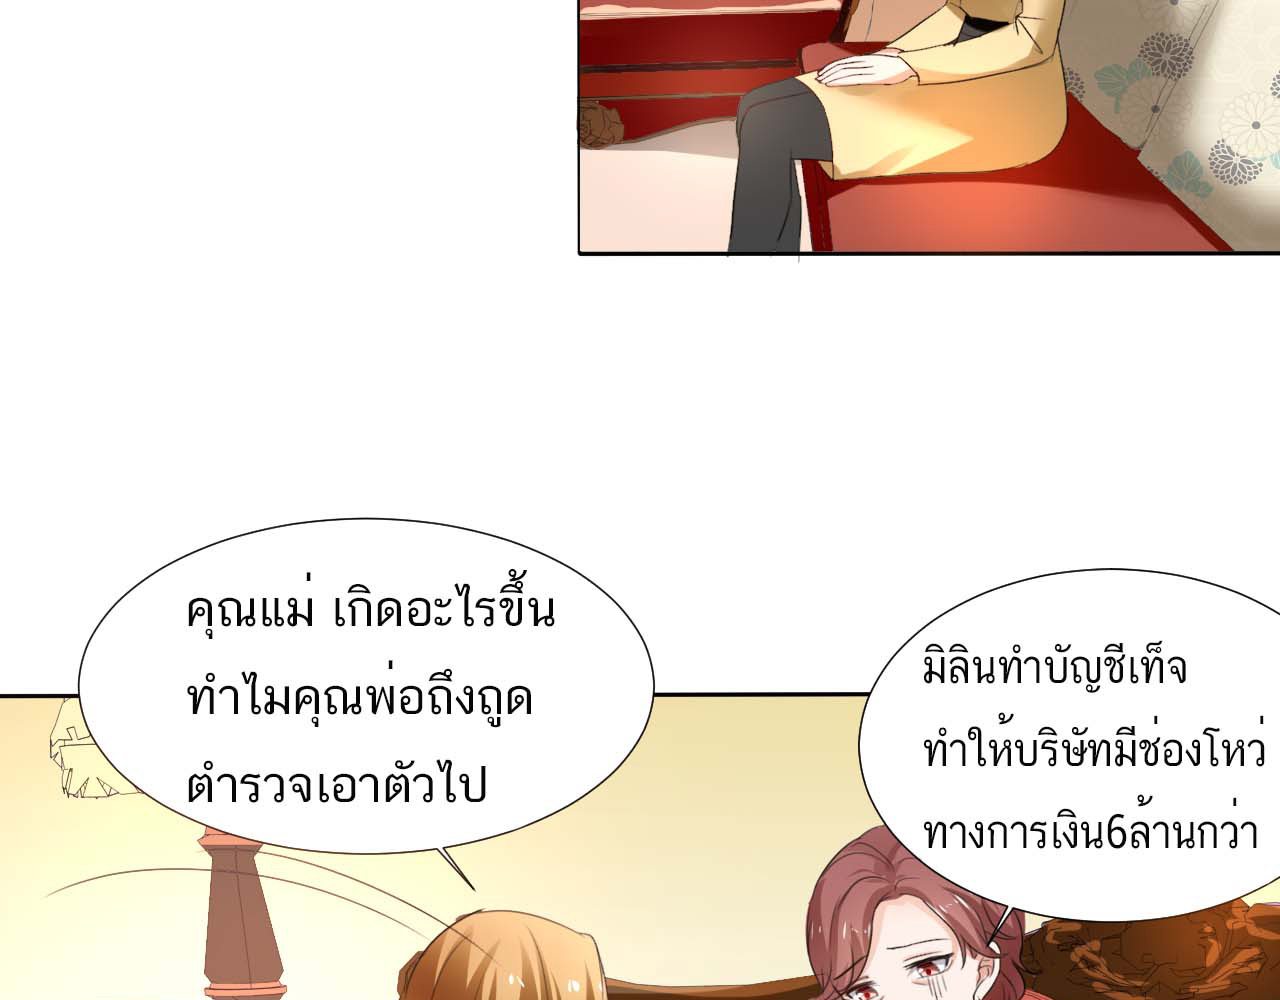 คุณแม่ เกิดอะไรขึ้น
ทำไมคุณพ่อถึงถูด
ตำรวจเอาตัวไป
มิลินทำบัญชีเท็จ
ทำให้บริษัทมีช่องโหว่
ทางการเงิน6ล้านกว่า